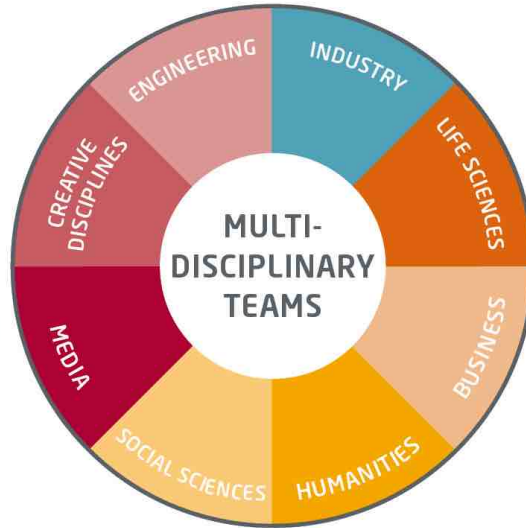 MULTI-
DISCIPLINARY
TEAMS
INDUSTRY
LIFE SCIENCES
BUSINESS
HUMANITIES
SOCIAL SCIENCES
MEDIA
CREATIVE
DISCIPLINES
ENGINEERING